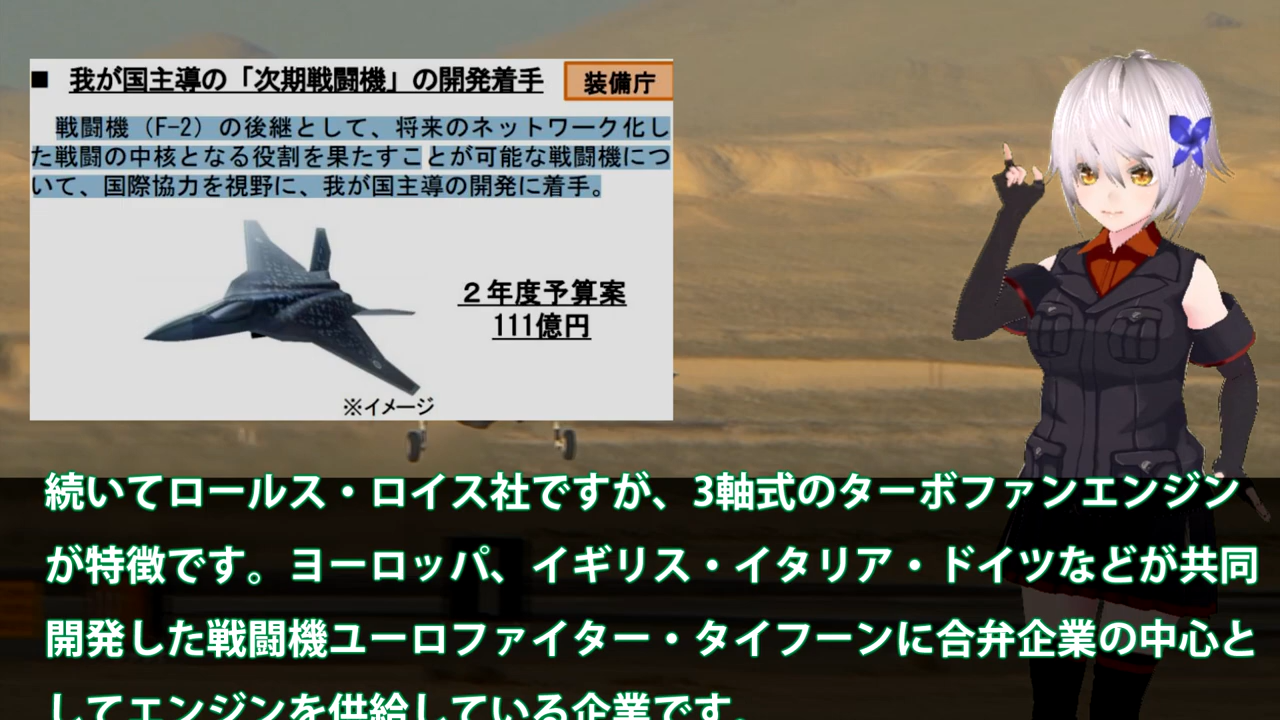 ■ 我が国主導の「次期戦闘機」の開発着手
装備庁
戦闘機（F-2）の後継として、将来のネットワーク化し
た戦闘の中核となる役割を果たすことが可能な戦闘機につ
いて、国際協力を視野に、我が国主導の開発に着手。
２年度予算案
111億円
※イメージ
続いてロールス・ロイス社ですが、3軸式のターボファンエンジン
が特徴です。ヨーロッパ、イギリス・イタリア・ドイツなどが共同
開発した戦闘機ユーロファイター・タイフーンに合弁企業の中心と
してエンジンを供給している企業です。